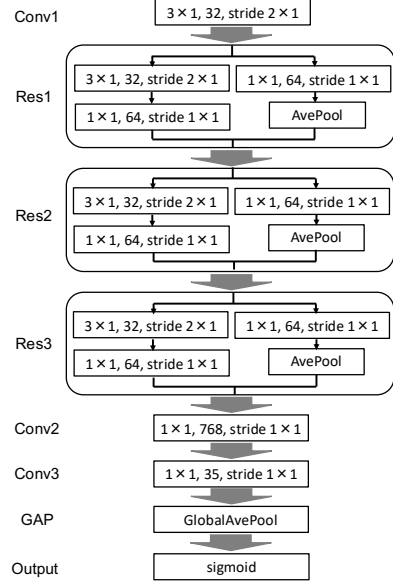 Conv1
3×1, 32, stride 2×1
Res1
3×1, 32, stride 2×1
1×1, 64, stride 1×1
1×1, 64, stride 1×1
AvePool
Res2
3×1, 32, stride 2×1
1×1, 64, stride 1×1
1×1, 64, stride 1×1
AvePool
Res3
3×1, 32, stride 2×1
1×1, 64, stride 1×1
1×1, 64, stride 1×1
AvePool
Conv2
1×1, 768, stride 1×1
Conv3
1×1, 35, stride 1×1
GAP
GlobalAvePool
Output
sigmoid